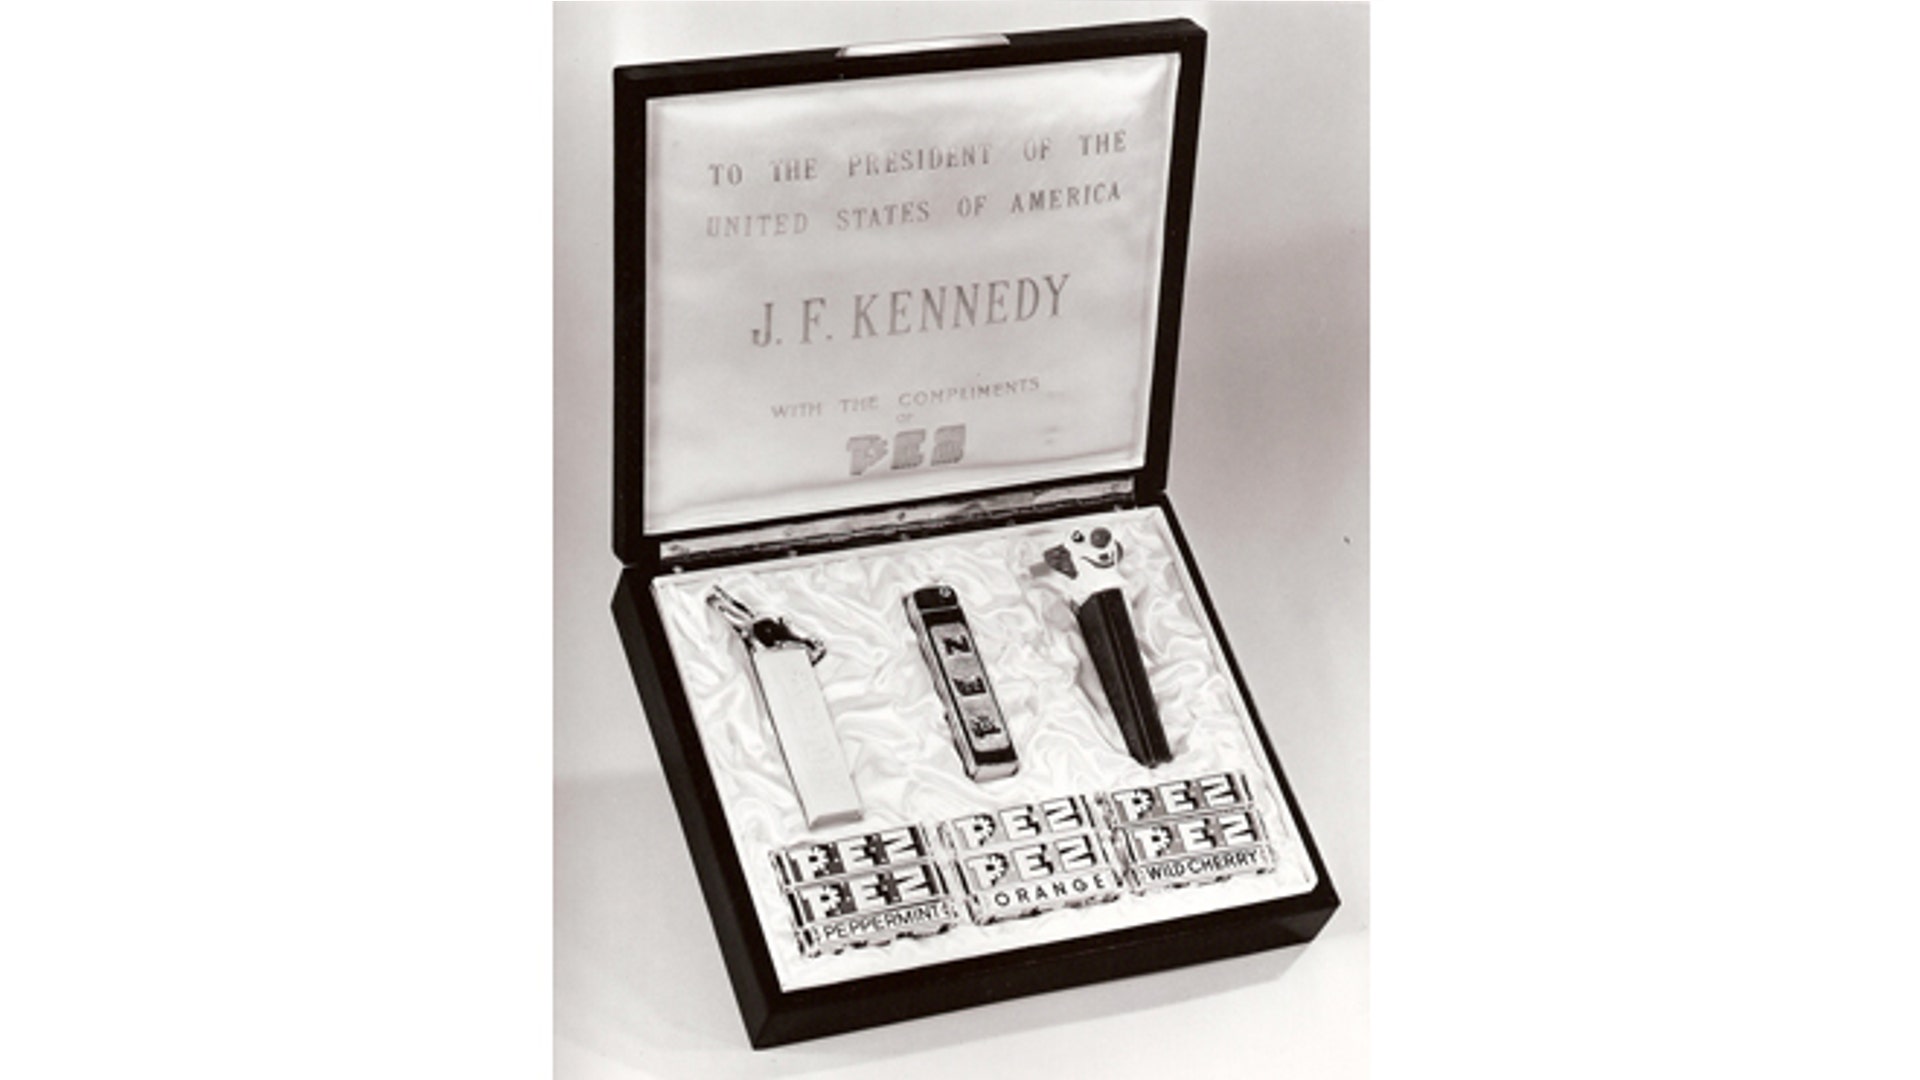 TO THE PRESIDENT OF THE
UNITED STATES OF AMERICA
J. F. KENNEDY
WITH THE COMPLIMENTS
OF
PEZ
PEZ
PEZ PEZ PEZ
PEZ PEZ PEZ
PEPPERMINT ORANGE WILD CHERRY